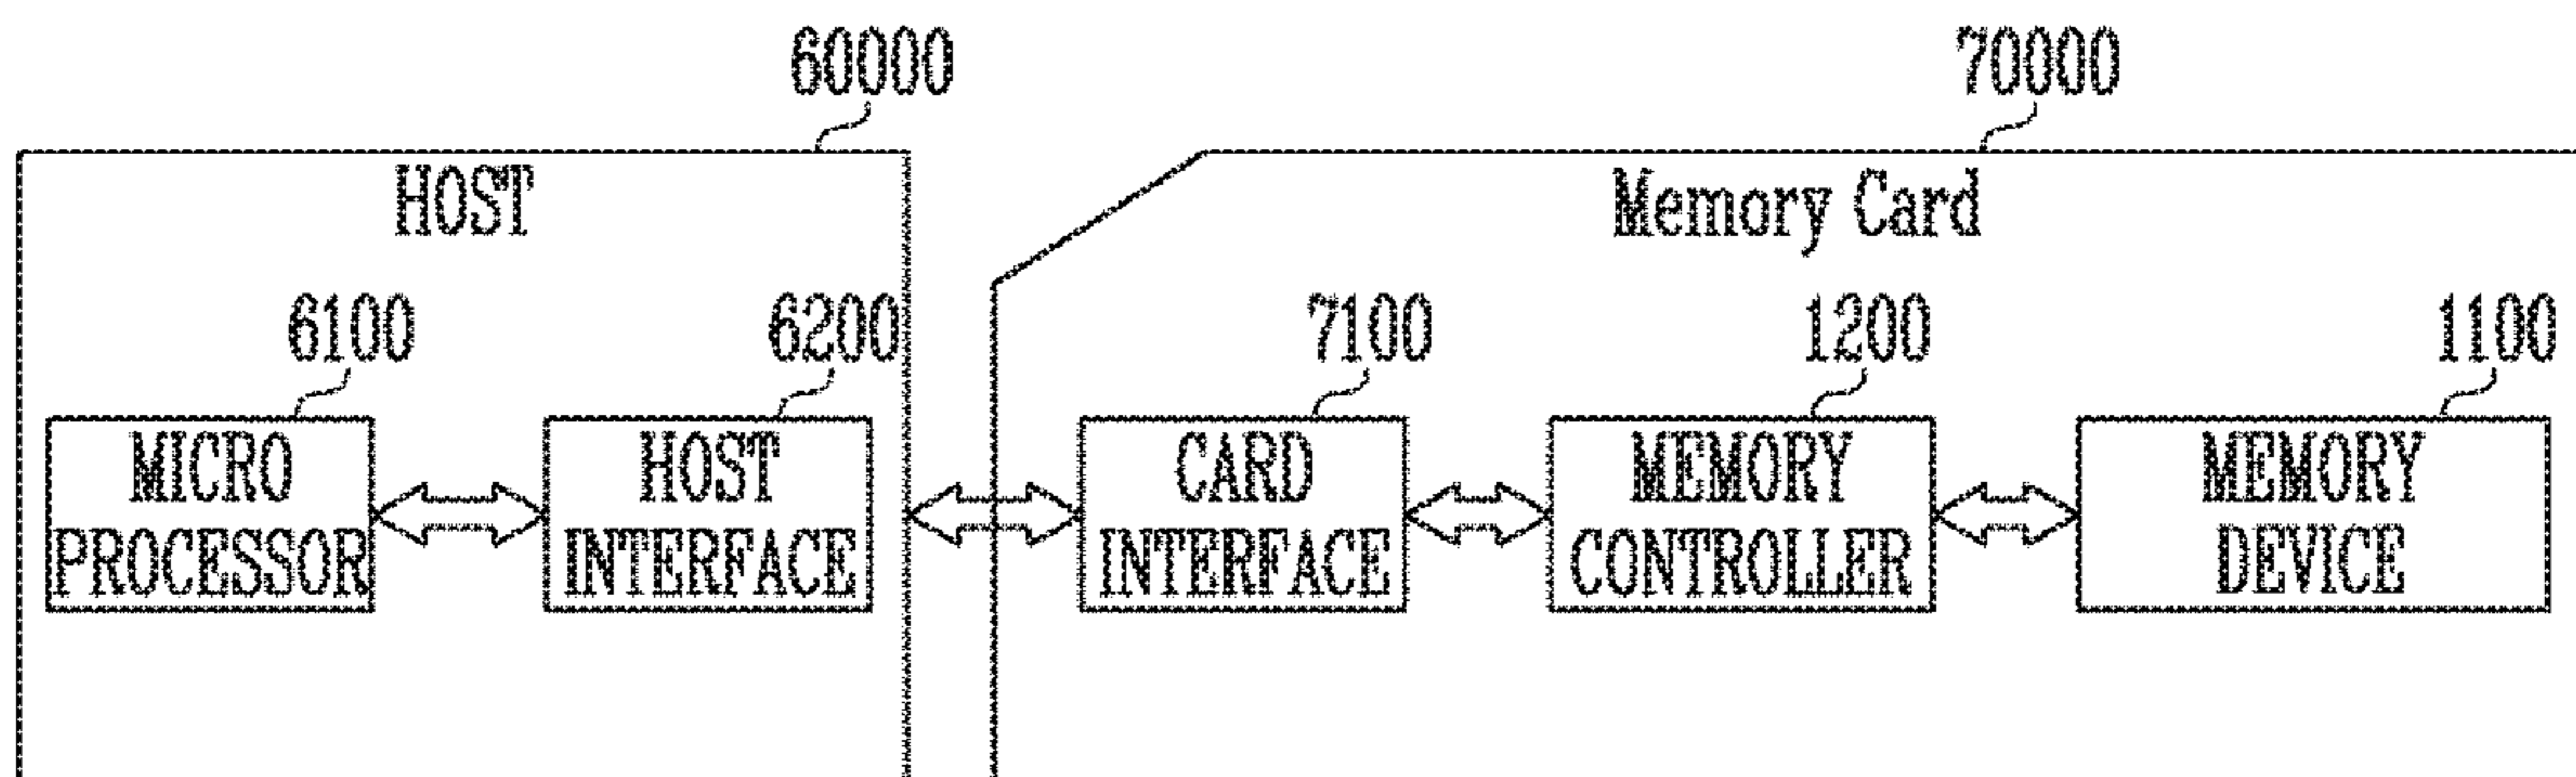 60000
70000
HOST
Memory Card
6100
6200
7100
1200
1100
MICRO
PROCESSOR
HOST
INTERFACE
CARD
INTERFACE
MEMORY
CONTROLLER
MEMORY
DEVICE